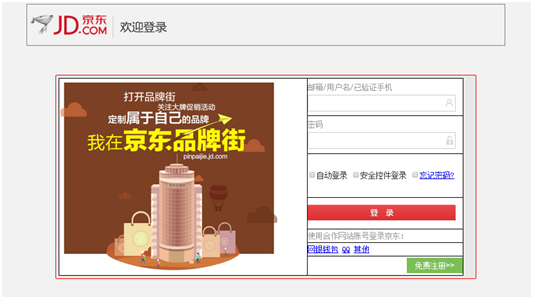 JD 京东
.COM
欢迎登录
打开品牌街
关注大牌促销活动
定制属于自己的品牌
我在京东品牌街
pinpaijie.jd.com
邮箱/用户名/已验证手机
密码
自动登录 安全控件登录 忘记密码?
登 录
使用合作网站账号登录京东:
网银钱包 QQ 其他
免费注册>>